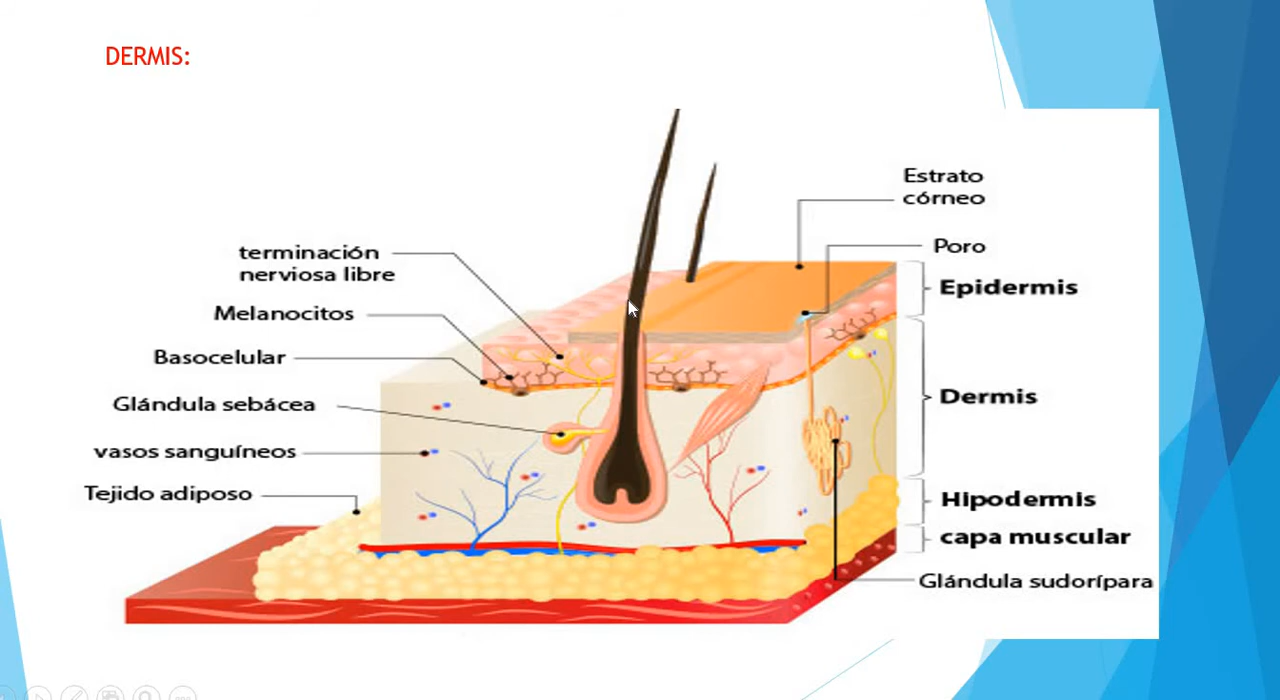 DERMIS:
Estrato
córneo
Poro
Epidermis
Dermis
Hipodermis
capa muscular
Glándula sudorípara
terminación
nerviosa libre
Melanocitos
Basocelular
Glándula sebácea
vasos sanguíneos
Tejido adiposo